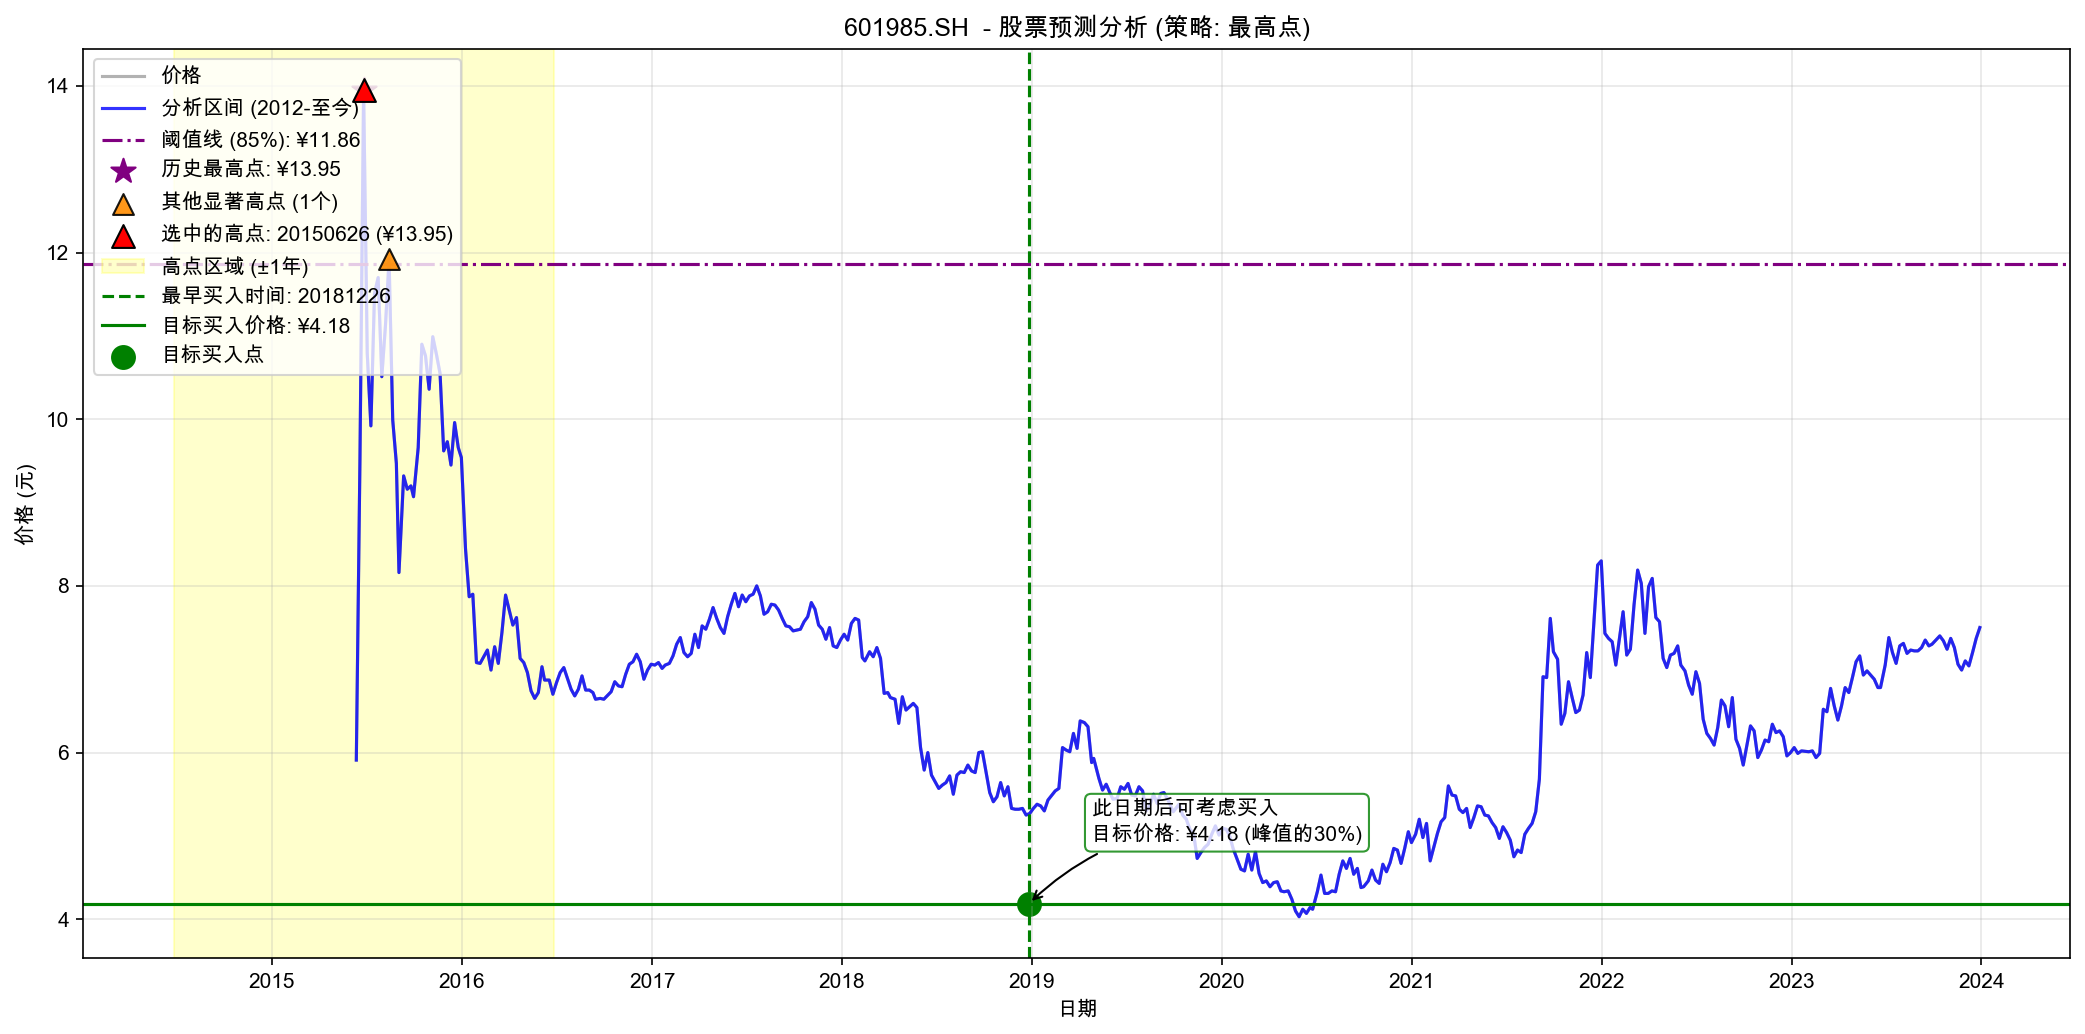 601985.SH - 股票预测分析 (策略: 最高点)
价格
分析区间 (2012-至今)
阈值线 (85%): ¥11.86
历史最高点: ¥13.95
其他显著高点 (1个)
选中的高点: 20150626 (¥13.95)
高点区域 (±1年)
最早买入时间: 20181226
目标买入价格: ¥4.18
目标买入点
价格 (元)
14
12
10
8
6
4
此日期后可考虑买入
目标价格: ¥4.18 (峰值的30%)
2015
2016
2017
2018
2019
2020
2021
2022
2023
2024
日期